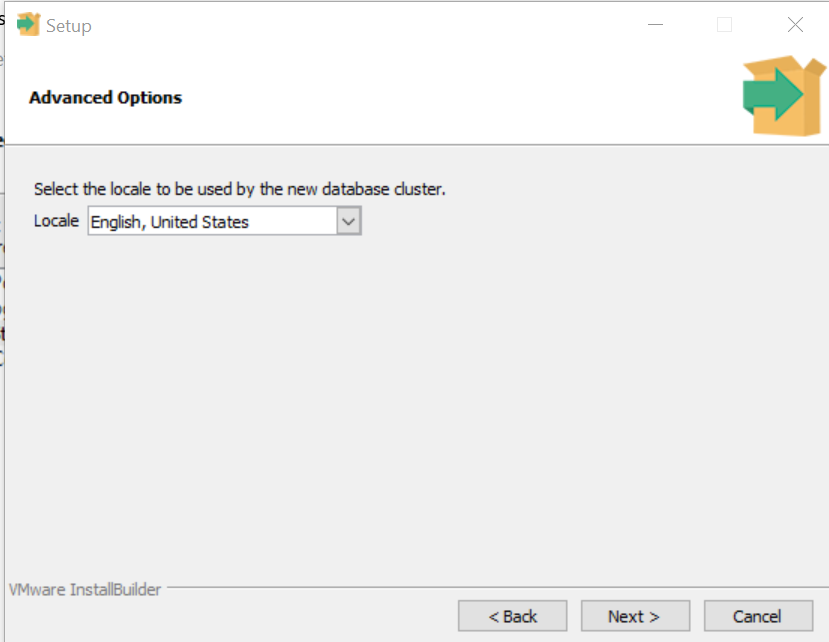 Setup
Advanced Options
Select the locale to be used by the new database cluster.
Locale English, United States
VMware InstallBuilder
< Back Next > Cancel